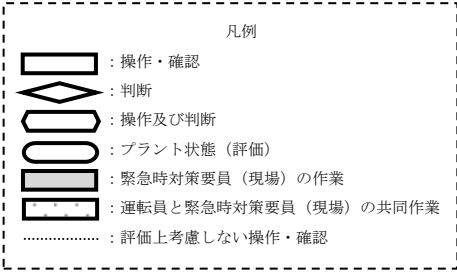 凡例
：操作・確認
：判断
：操作及び判断
：プラント状態（評価）
：緊急時対策要員（現場）の作業
：運転員と緊急時対策要員（現場）の共同作業
：評価上考慮しない操作・確認